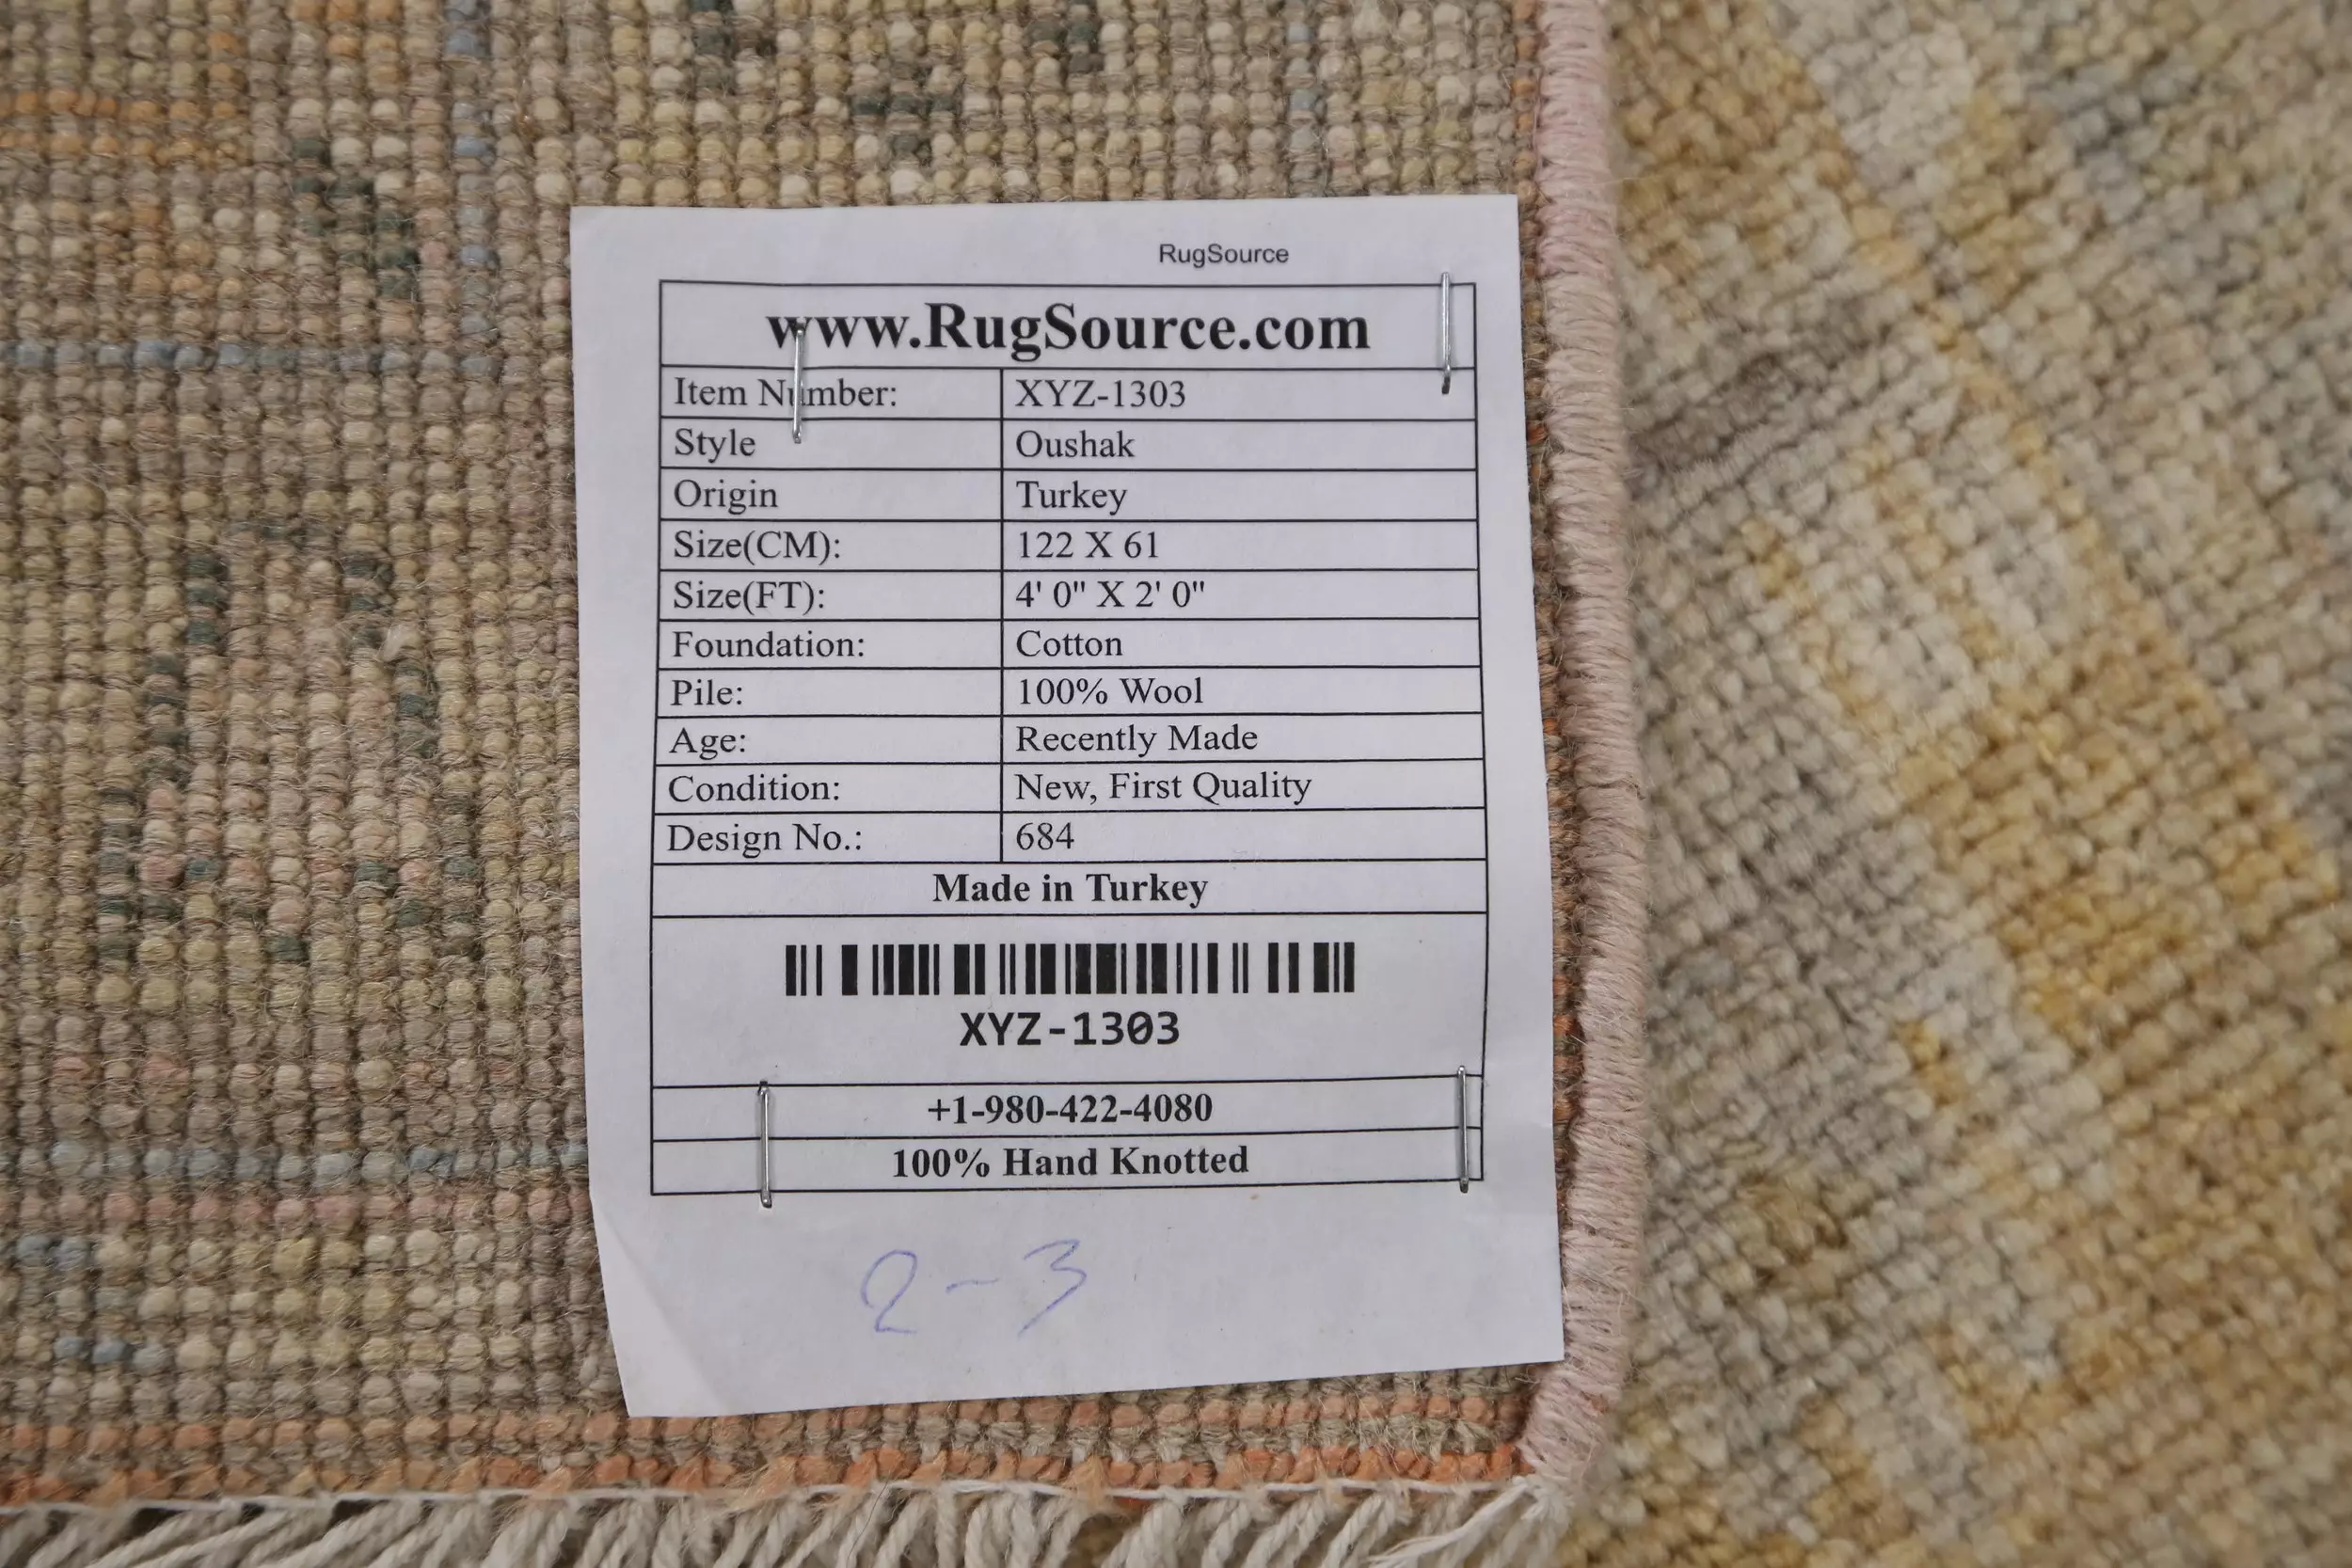 RugSource
www.RugSource.com
Item Number: XYZ-1303
Style Oushak
Origin Turkey
Size(CM): 122 X 61
Size(FT): 4' 0" X 2' 0"
Foundation: Cotton
Pile: 100% Wool
Age: Recently Made
Condition: New, First Quality
Design No.: 684
Made in Turkey
XYZ-1303
+1-980-422-4080
100% Hand Knotted
2-3